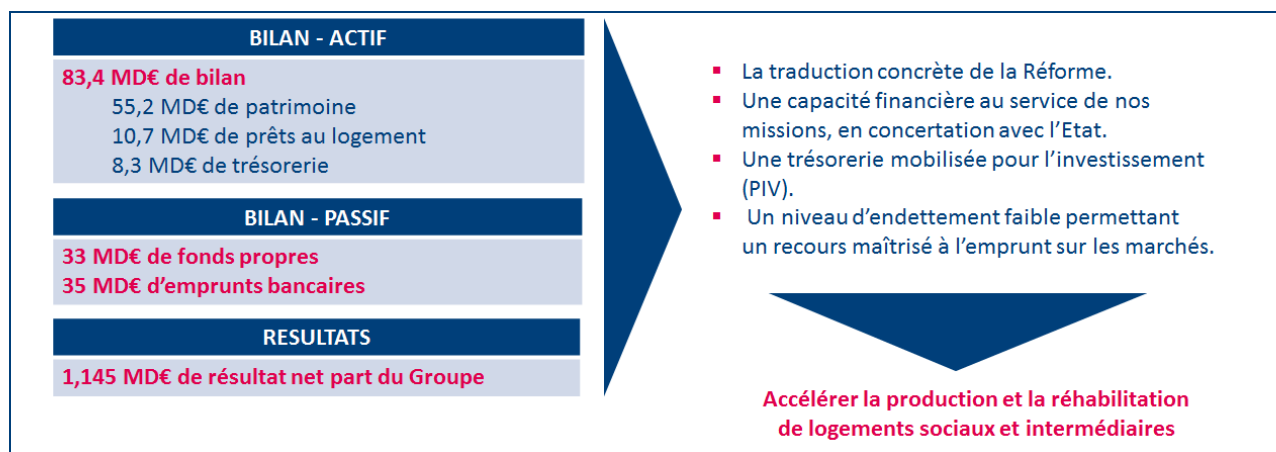 BILAN - ACTIF
83,4 MD€ de bilan
55,2 MD€ de patrimoine
10,7 MD€ de prêts au logement
8,3 MD€ de trésorerie
BILAN - PASSIF
33 MD€ de fonds propres
35 MD€ d’emprunts bancaires
RESULTATS
1,145 MD€ de résultat net part du Groupe
▪ La traduction concrète de la Réforme.
▪ Une capacité financière au service de nos
missions, en concertation avec l’Etat.
▪ Une trésorerie mobilisée pour l’investissement
(PIV).
▪ Un niveau d’endettement faible permettant
un recours maîtrisé à l’emprunt sur les marchés.
Accélérer la production et la réhabilitation
de logements sociaux et intermédiaires